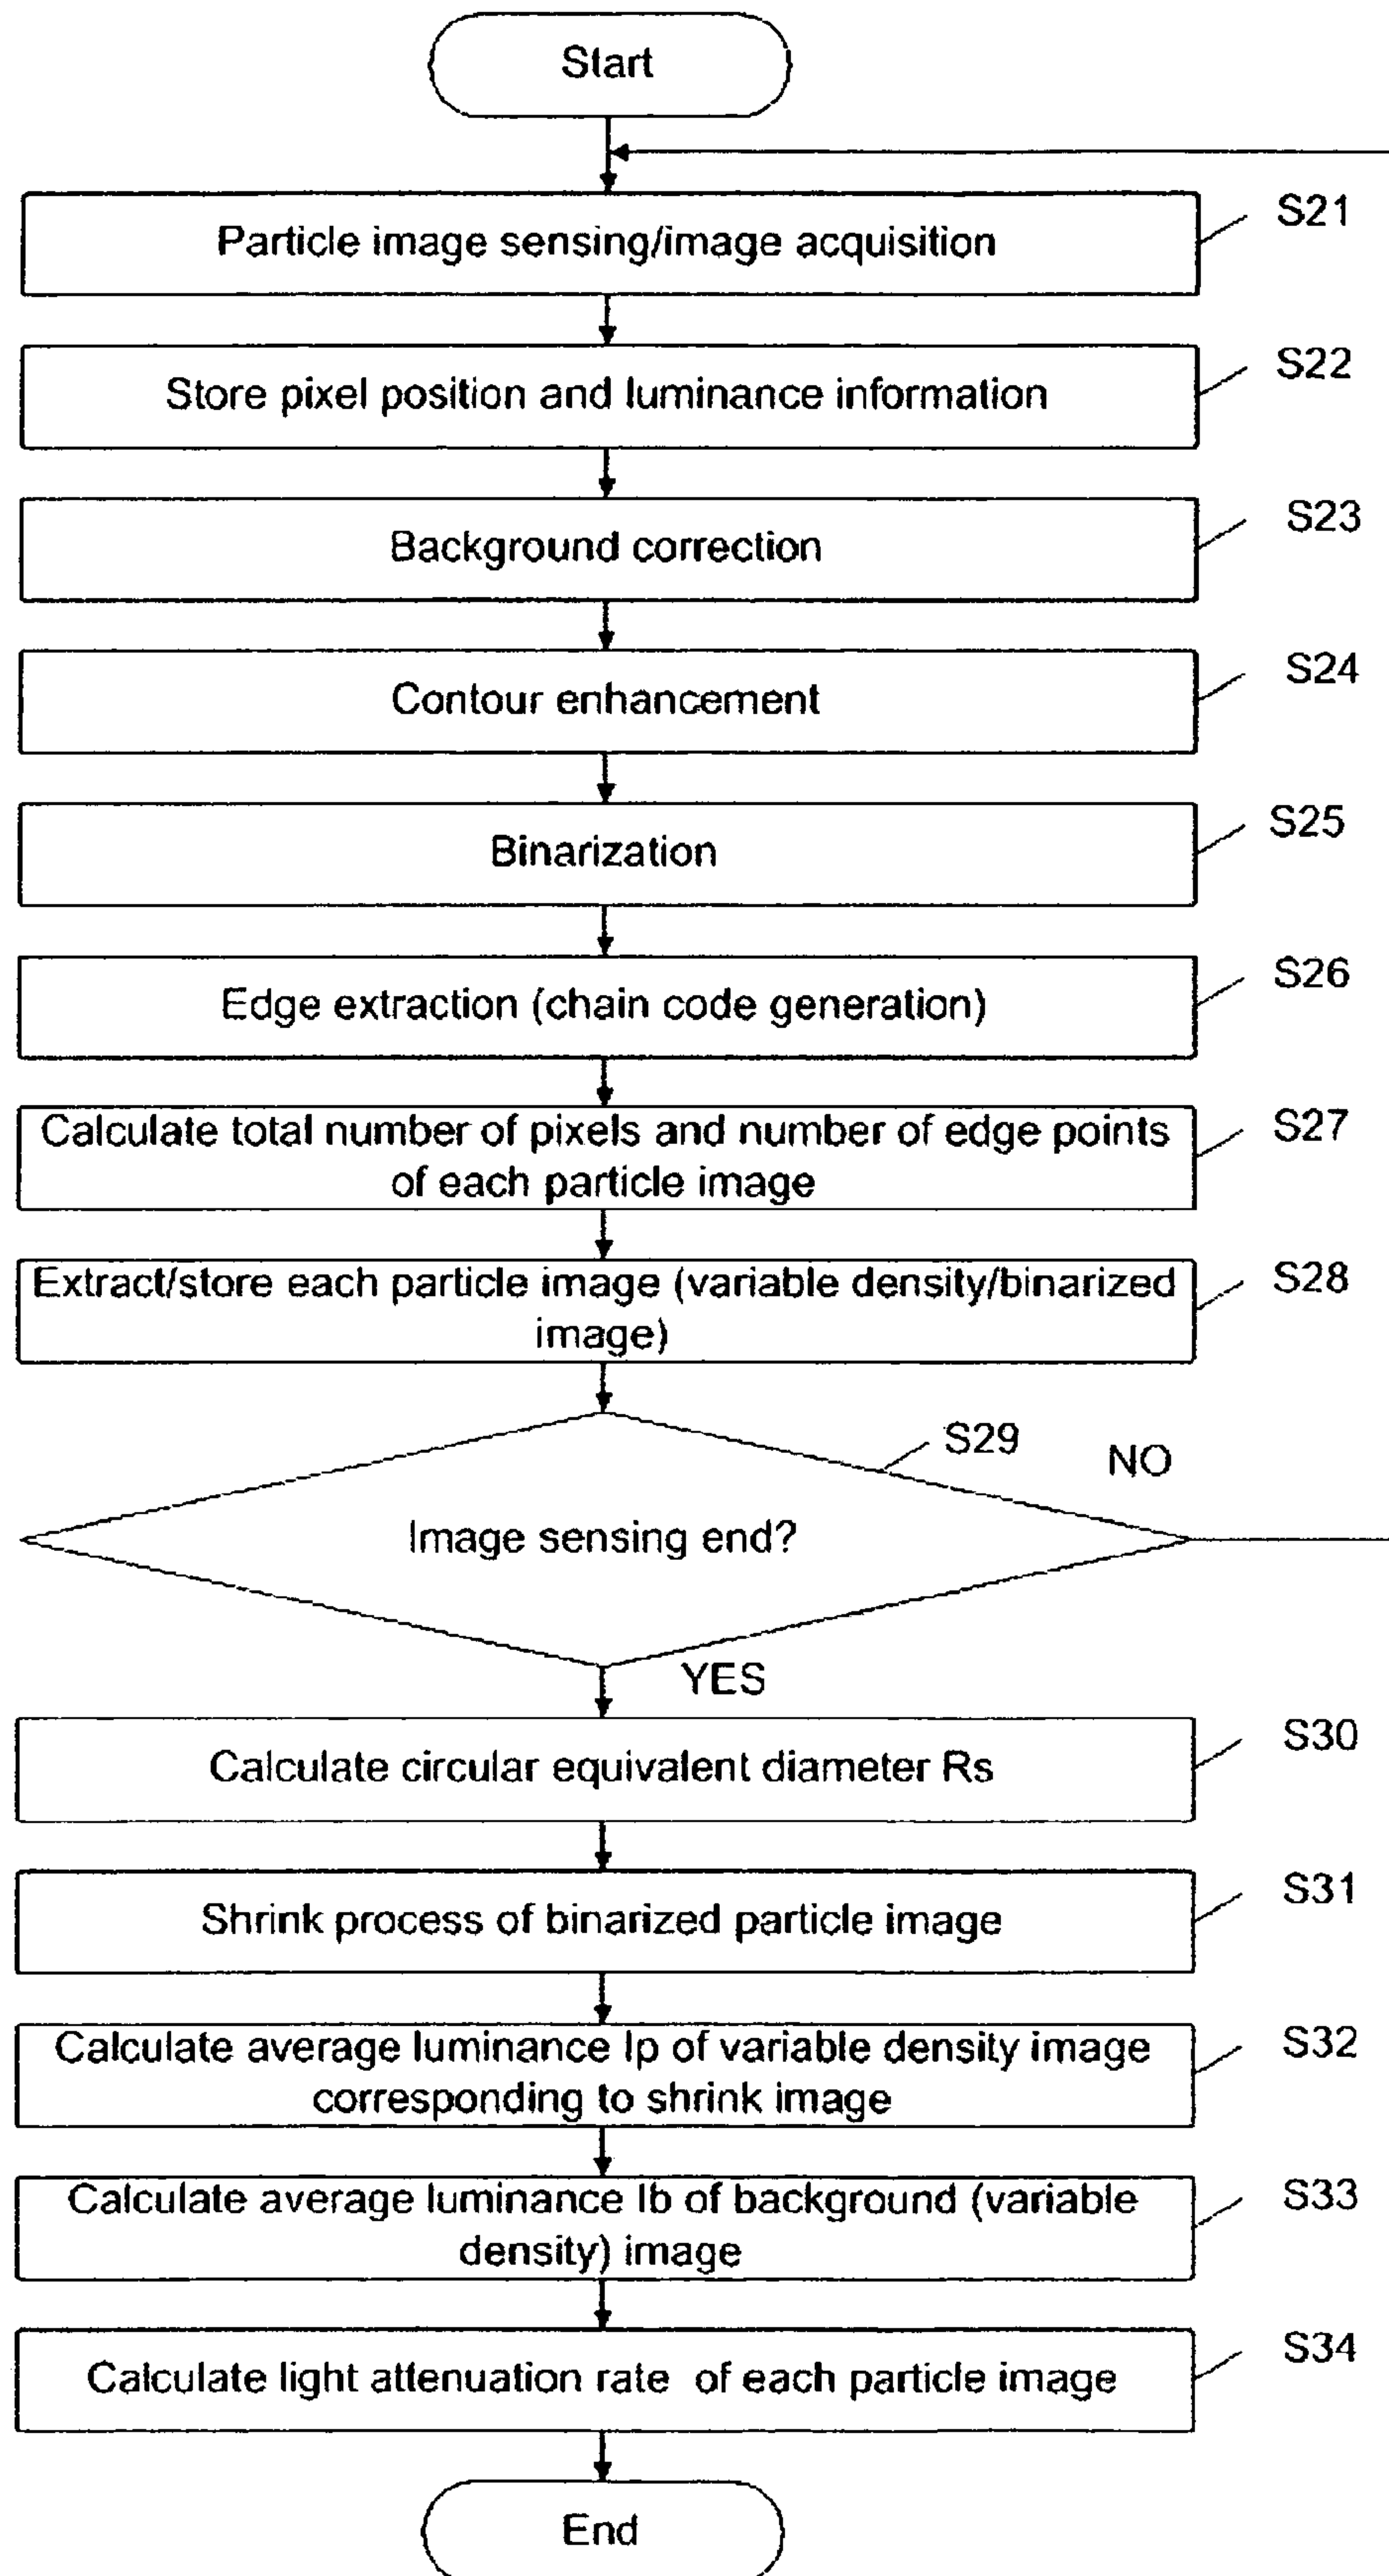 Start
Particle image sensing/image acquisition
S21
Store pixel position and luminance information
S22
Background correction
S23
Contour enhancement
S24
Binarization
S25
Edge extraction (chain code generation)
S26
Calculate total number of pixels and number of edge points
of each particle image
S27
Extract/store each particle image (variable density/binarized
image)
S28
S29
NO
Image sensing end?
YES
Calculate circular equivalent diameter Rs
S30
Shrink process of binarized particle image
S31
Calculate average luminance Ip of variable density image
corresponding to shrink image
S32
Calculate average luminance Ib of background (variable
density) image
S33
Calculate light attenuation rate of each particle image
S34
End